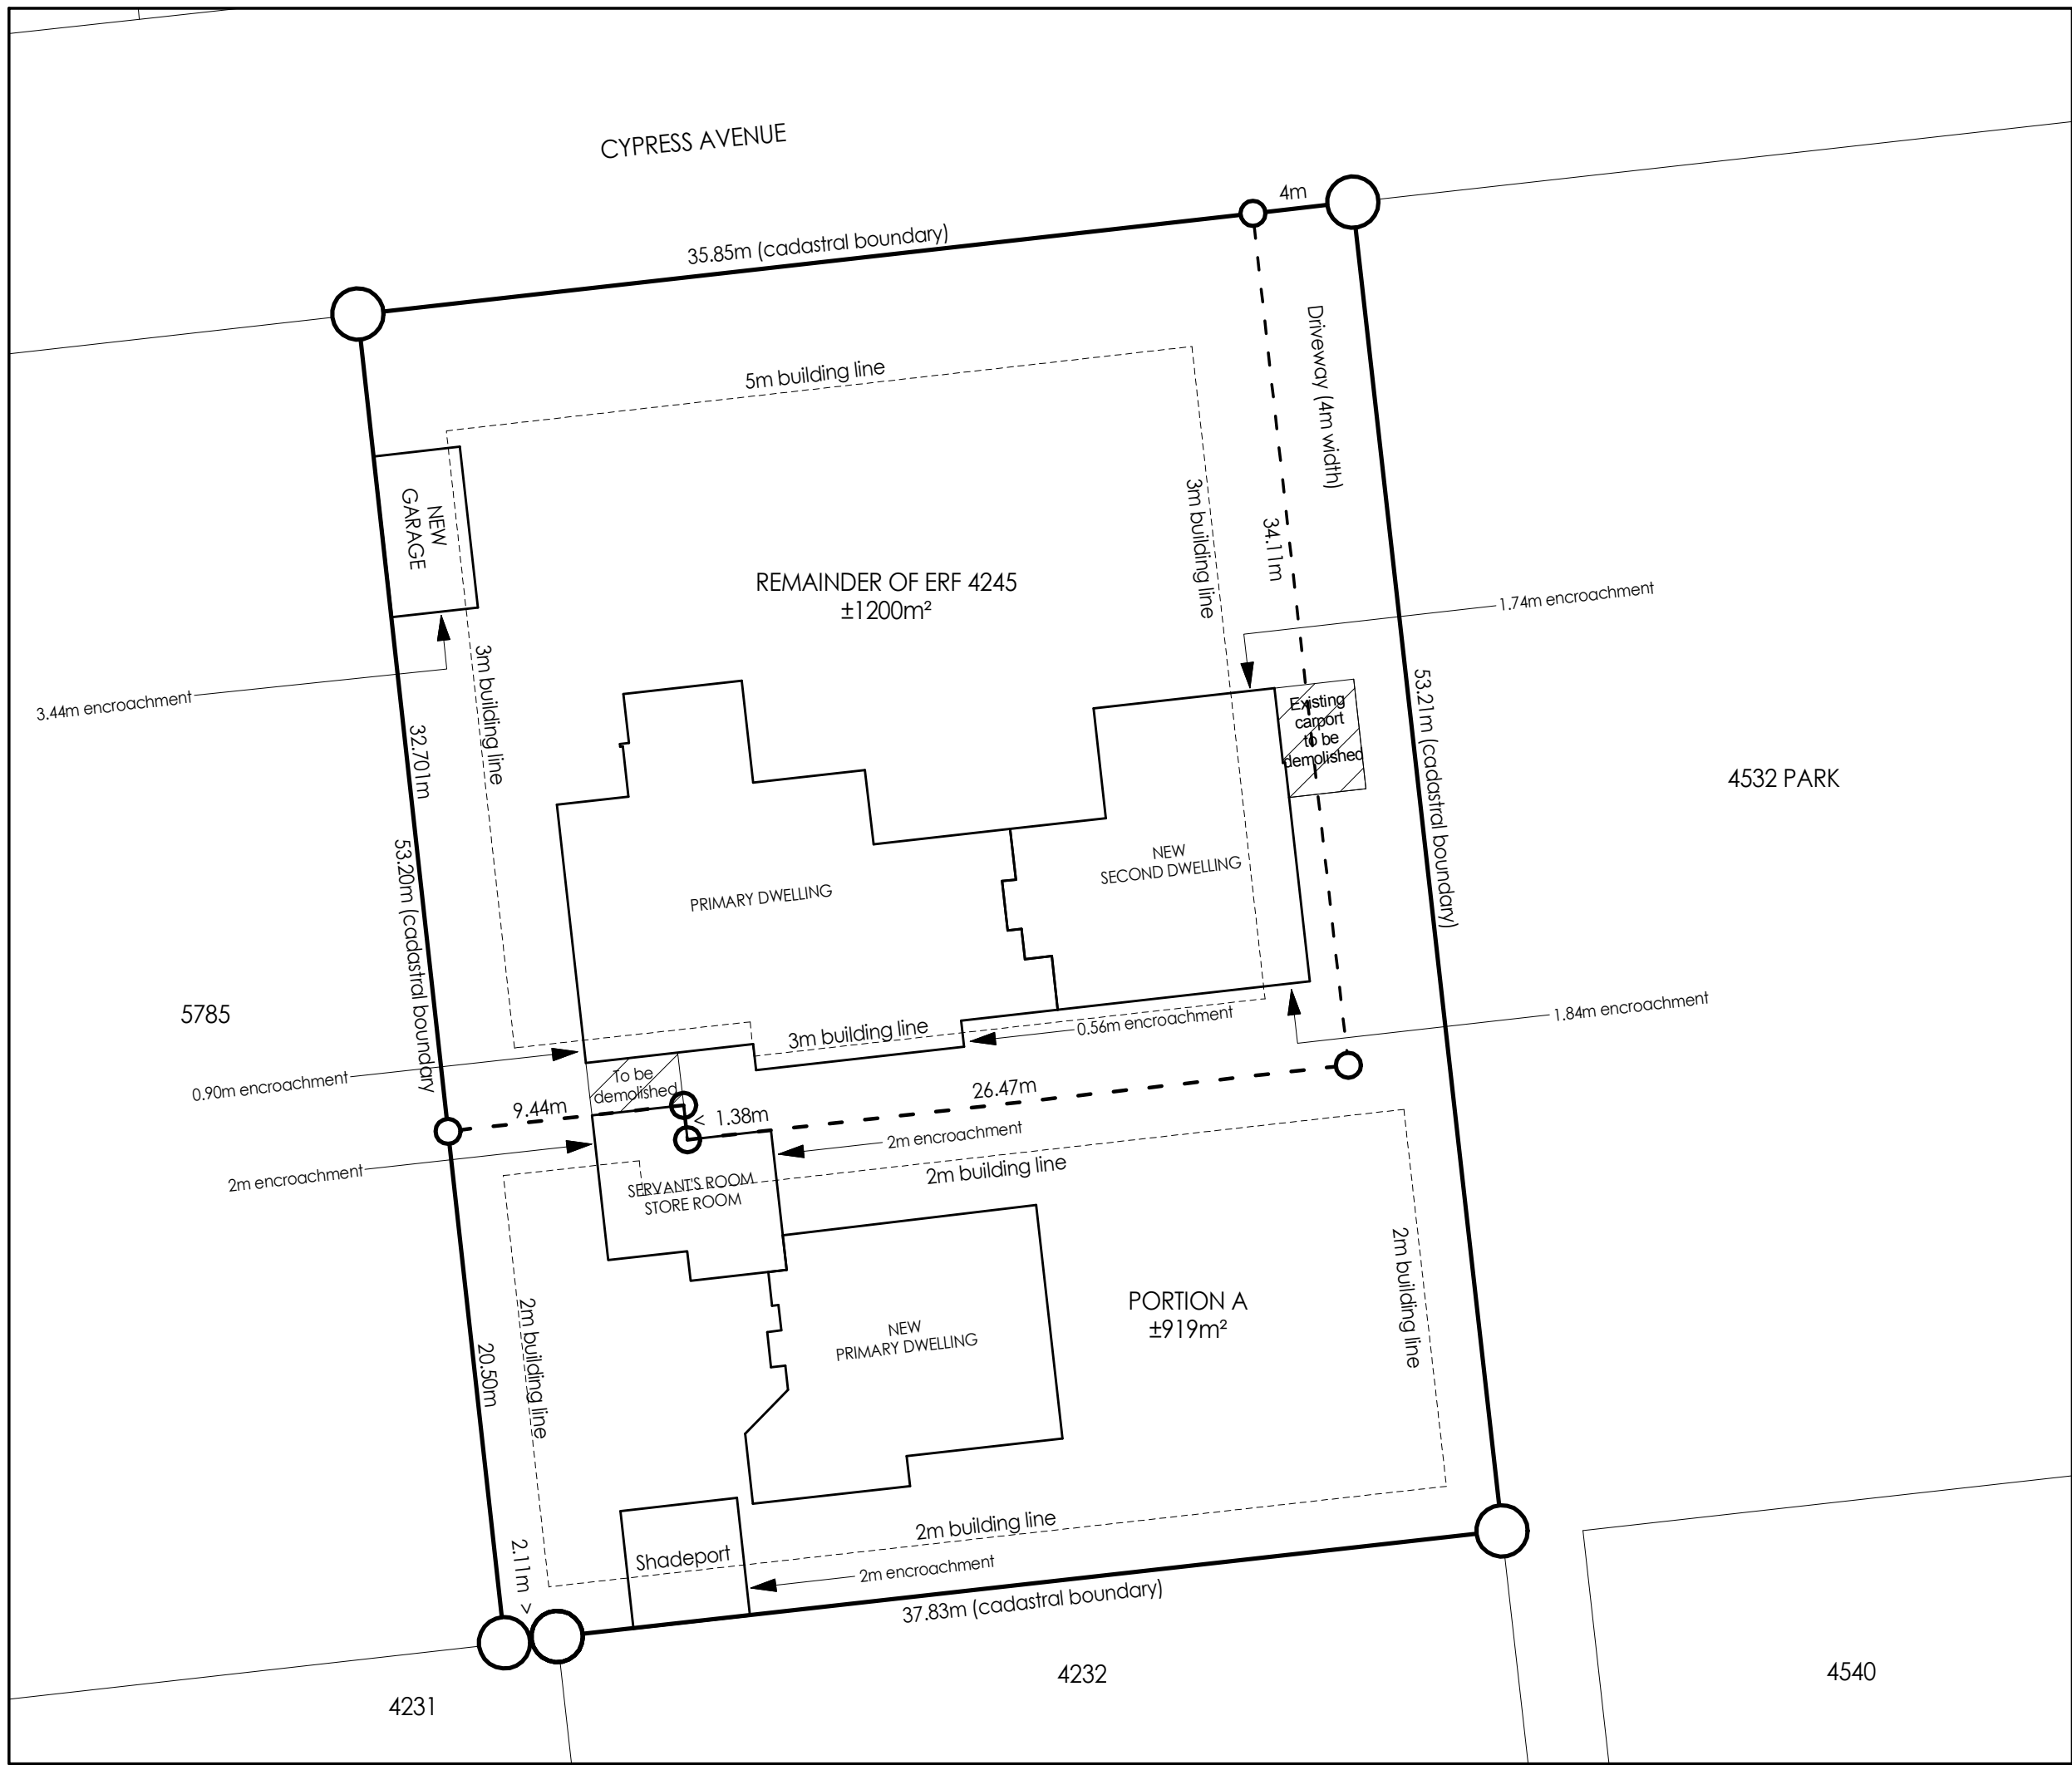 CYPRESS AVENUE
4m
35.85m (cadastral boundary)
Driveway (4m width)
5m building line
NEW
GARAGE
3m building line
34.11m
REMAINDER OF ERF 4245
±1200m²
1.74m encroachment
3.44m encroachment
3m building line
32.701m
Existing
carport
to be
demolished
53.21m (cadastral boundary)
4532 PARK
NEW
SECOND DWELLING
PRIMARY DWELLING
53.20m (cadastral boundary
5785
1.84m encroachment
3m building line
0.56m encroachment
0.90m encroachment
To be
demolished
9.44m
< 1.38m
26.47m
2m encroachment
2m encroachment
2m building line
SERVANT'S ROOM
STORE ROOM
2m building line
PORTION A
±919m²
2m building line
NEW
PRIMARY DWELLING
20.50m
2m building line
2.11m >
Shadeport
2m encroachment
37.83m (cadastral boundary)
4231
4232
4540